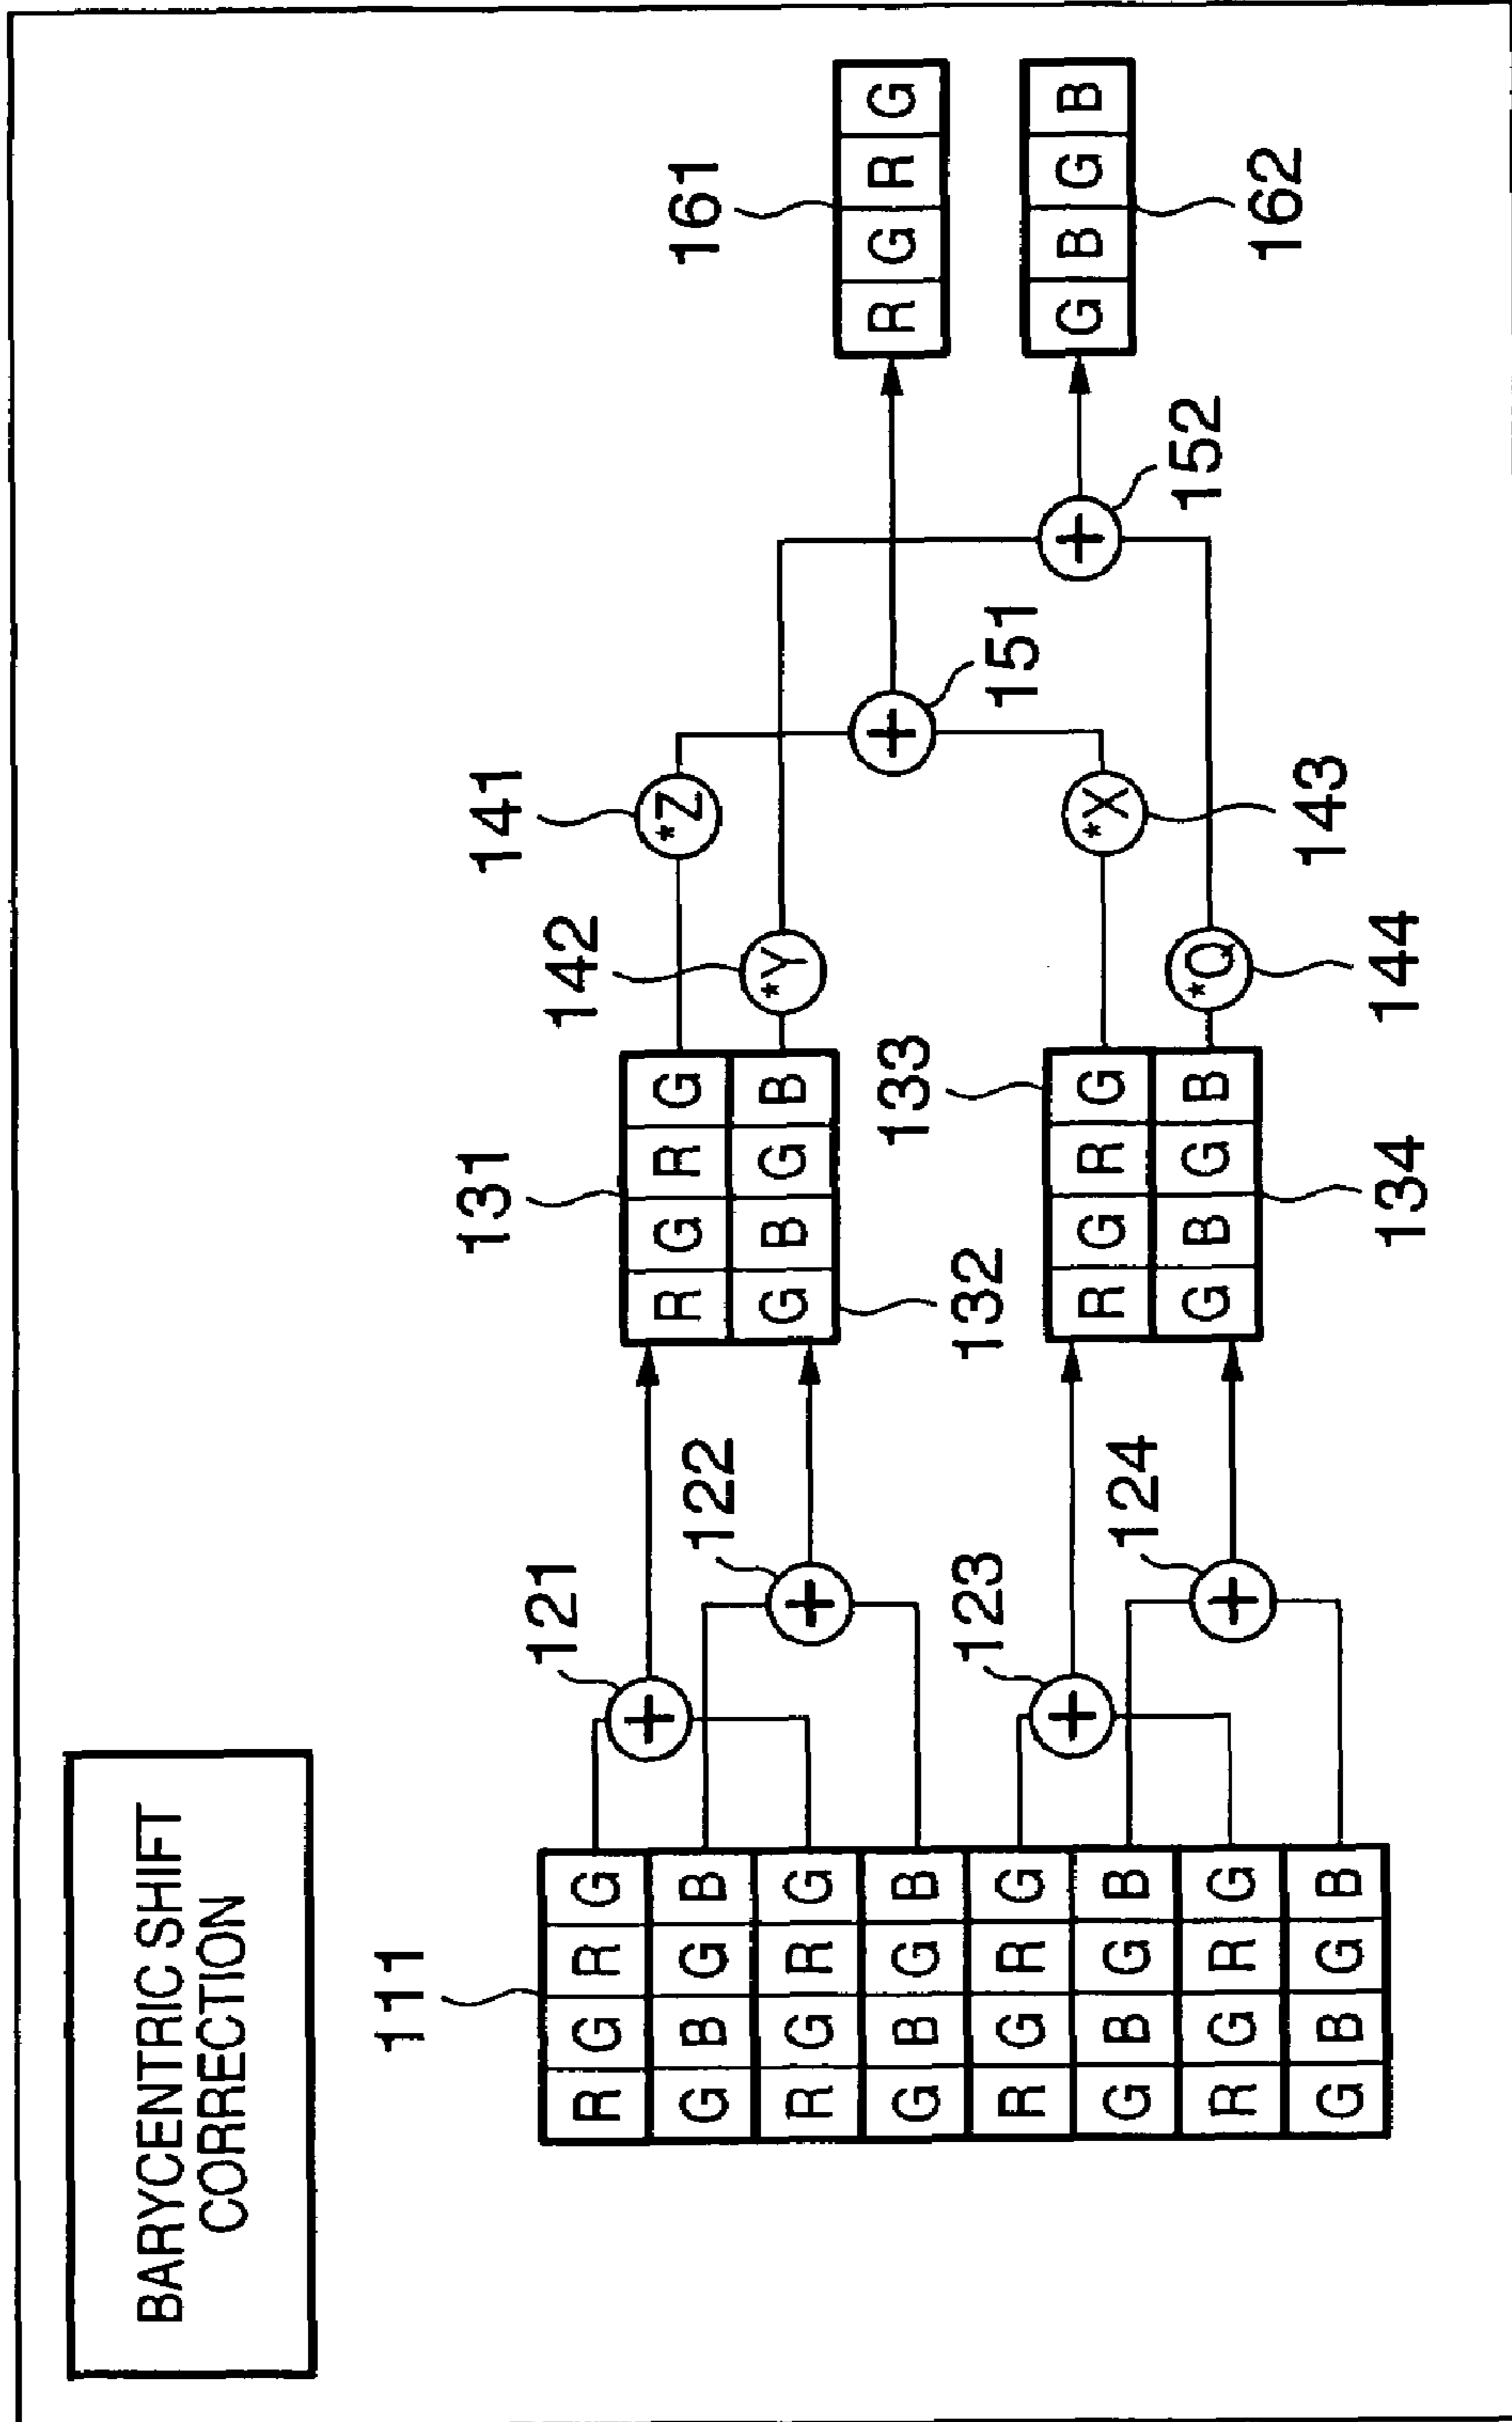 BARYCENTRIC SHIFT
CORRECTION
111
R G R G
G B G B
R G R G
G B G B
R G R G
G B G B
R G R G
G B G B
121
122
123
124
131
R G R G
G B G B
132
133
R G R G
G B G B
134
141
*Z
142
*Y
143
*X
144
*Q
151
152
161
R G R G
G B G B
162
+
+
+
+
+
+